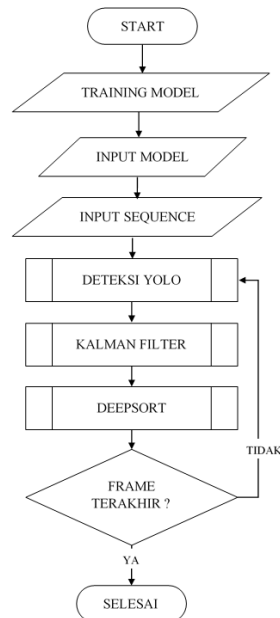 START
TRAINING MODEL
INPUT MODEL
INPUT SEQUENCE
DETEKSI YOLO
KALMAN FILTER
DEEPSORT
TIDAK
FRAME
TERAKHIR ?
YA
SELESAI